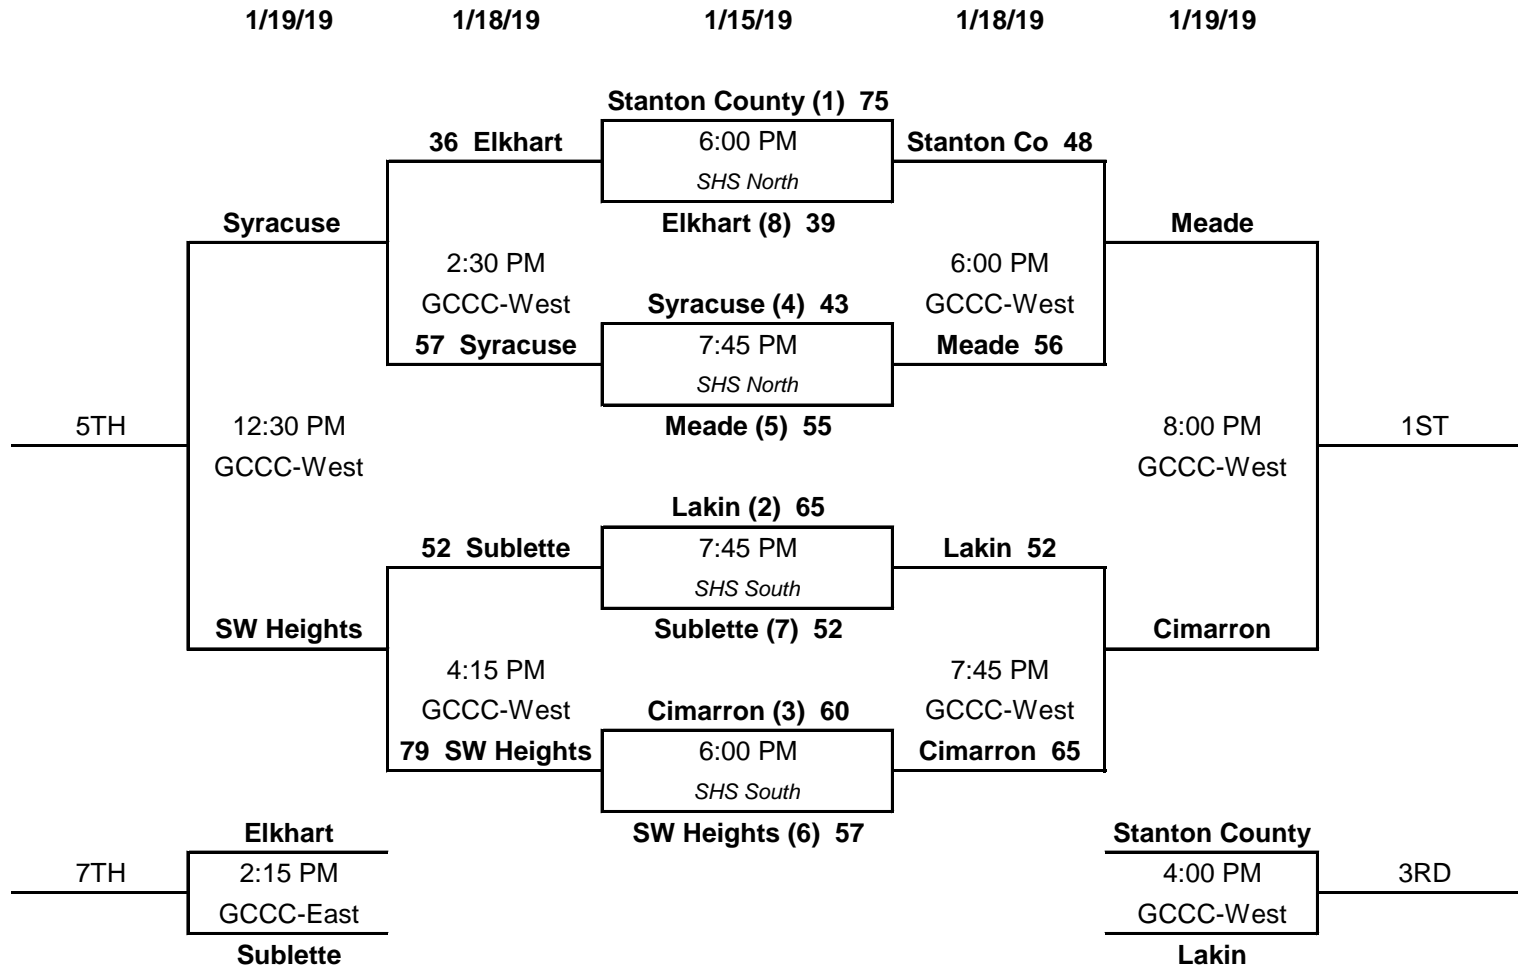 1/19/19 1/18/19 1/15/19 1/18/19 1/19/19
Stanton County (1) 75
36 Elkhart 6:00 PM Stanton Co 48
SHS North
Syracuse Elkhart (8) 39 Meade
2:30 PM 6:00 PM
GCCC-West Syracuse (4) 43 GCCC-West
57 Syracuse 7:45 PM Meade 56
SHS North
5TH 12:30 PM Meade (5) 55 8:00 PM 1ST
GCCC-West GCCC-West
Lakin (2) 65
52 Sublette 7:45 PM Lakin 52
SHS South
SW Heights Sublette (7) 52 Cimarron
4:15 PM 7:45 PM
GCCC-West Cimarron (3) 60 GCCC-West
79 SW Heights 6:00 PM Cimarron 65
SHS South
Elkhart SW Heights (6) 57 Stanton County
7TH 2:15 PM 4:00 PM 3RD
GCCC-East GCCC-West
Sublette Lakin